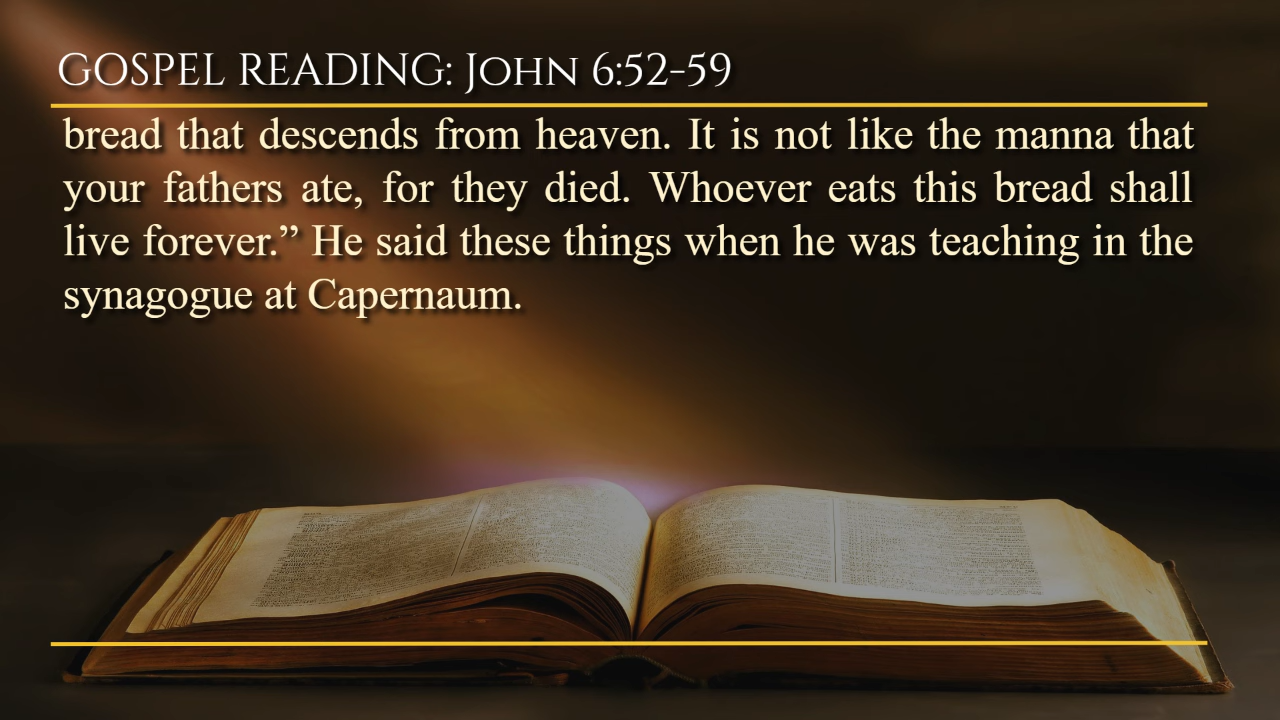 GOSPEL READING: JOHN 6:52-59
bread that descends from heaven. It is not like the manna that
your fathers ate, for they died. Whoever eats this bread shall
live forever.” He said these things when he was teaching in the
synagogue at Capernaum.